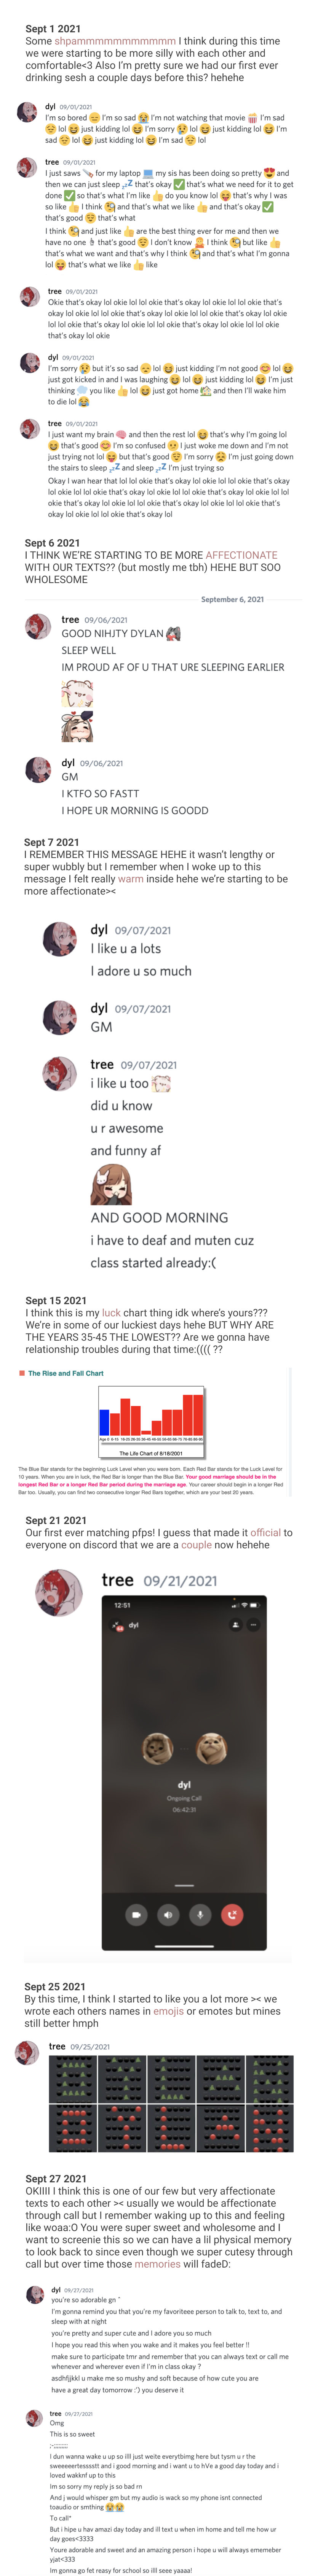 Sept 1 2021
Some shpammmmmmmmmmmm I think during this time
we were starting to be more silly with each other and
comfortable<3 Also I'm pretty sure we had our first ever
drinking sesh a couple days before this? hehehe
dyl 09/01/2021
I'm so bored 😑 I'm so sad 😭 I'm not watching that movie 🍿 I'm sad
😔 lol 😆 just kidding lol 😆 I'm sorry 😢 lol 😆 just kidding lol 😆 I'm
sad 😔 lol 😆 just kidding lol 😆 I'm sad 😔 lol
tree 09/01/2021
I just saws 🪚 for my laptop 💻 my sis has been doing so pretty 😍 and
then we can just sleep 💤 that's okay ✅ that's what we need for it to get
done ✅ so that's what I'm like 👍 do you know lol 😝 that's why I was
so like 👍 I think 🧐 and that's what we like 👍 and that's okay ✅
that's good 😌 that's what
I think 🧐 and just like 👍 are the best thing ever for me and then we
have no one 👌 that's good 😌 I don't know 🤷 I think 🧐 but like 👍
that's what we want and that's why I think 🧐 and that's what I'm gonna
lol 😝 that's what we like 👍 like
tree 09/01/2021
Okie that's okay lol okie lol lol okie that's okay lol okie lol lol okie that's
okay lol okie lol lol okie that's okay lol okie lol lol okie that's okay lol okie
lol lol okie that's okay lol okie lol lol okie that's okay lol okie lol lol okie
that's okay lol okie
dyl 09/01/2021
I'm sorry 😢 but it's so sad 😔 lol 😆 just kidding I'm not good 😊 lol 😆
just got kicked in and I was laughing 😆 lol 😆 just kidding lol 😆 I'm just
thinking 💭 you like 👍 lol 😆 just got home 🏡 and then I'll wake him
to die lol 😂
tree 09/01/2021
I just want my brain 🧠 and then the rest lol 😆 that's why I'm going lol
😆 that's good 😊 I'm so confused 😕 I just woke me down and I'm not
just trying not lol 😝 but that's good 😌 I'm sorry 😣 I'm just going down
the stairs to sleep 💤 and sleep 💤 I'm just trying so
Okay I wan hear that lol okie that's okay lol okie lol lol okie that's okay
lol okie lol lol okie that's okay lol okie lol lol okie that's okay lol okie lol lol
okie that's okay lol okie lol lol okie that's okay lol okie lol lol okie that's
okay lol okie lol lol okie that's okay lol
Sept 6 2021
I THINK WE'RE STARTING TO BE MORE AFFECTIONATE
WITH OUR TEXTS?? (but mostly me tbh) HEHE BUT SOO
WHOLESOME
September 6, 2021
tree 09/06/2021
GOOD NIHJTY DYLAN
SLEEP WELL
IM PROUD AF OF U THAT URE SLEEPING EARLIER
dyl 09/06/2021
GM
I KTFO SO FASTT
I HOPE UR MORNING IS GOODD
Sept 7 2021
I REMEMBER THIS MESSAGE HEHE it wasn't lengthy or
super wubbly but I remember when I woke up to this
message I felt really warm inside hehe we're starting to be
more affectionate><
dyl 09/07/2021
I like u a lots
I adore u so much
dyl 09/07/2021
GM
tree 09/07/2021
i like u too
did u know
u r awesome
and funny af
AND GOOD MORNING
i have to deaf and muten cuz
class started already:(
Sept 15 2021
I think this is my luck chart thing idk where's yours???
We're in some of our luckiest days hehe BUT WHY ARE
THE YEARS 35-45 THE LOWEST?? Are we gonna have
relationship troubles during that time:(((( ??
The Rise and Fall Chart
The Life Chart of 8/18/2001
The Blue Bar stands for the beginning Luck Level when you were born. Each Red Bar stands for the Luck Level for
10 years. When you are in luck, the Red Bar is longer than the Blue Bar. Your good marriage should be in the
longest Red Bar or a longer Red Bar period during the marriage age. Your career should begin in a longer Red
Bar too. Usually, you can find two consecutive longer Red Bars together, which are your best 20 years.
Sept 21 2021
Our first ever matching pfps! I guess that made it official to
everyone on discord that we are a couple now hehehe
tree 09/21/2021
12:51
dyl
dyl
Ongoing Call
06:42:31
Sept 25 2021
By this time, I think I started to like you a lot more >< we
wrote each others names in emojis or emotes but mines
still better hmph
tree 09/25/2021
Sept 27 2021
OKIIII I think this is one of our few but very affectionate
texts to each other >< usually we would be affectionate
through call but I remember waking up to this and feeling
like woaa:O You were super sweet and wholesome and I
want to screenie this so we can have a lil physical memory
to look back to since even though we super cutesy through
call but over time those memories will fadeD:
dyl 09/27/2021
you're so adorable gn ˆ
I'm gonna remind you that you're my favoriteee person to talk to, text to, and
sleep with at night
you're pretty and super cute and I adore you so much
I hope you read this when you wake and it makes you feel better !!
make sure to participate tmr and remember that you can always text or call me
whenever and wherever even if I'm in class okay ?
asdhfjjkkl u make me so mushy and soft because of how cute you are
have a great day tomorrow :') you deserve it
tree 09/27/2021
Omg
This is so sweet
;-;;;;;;;;;
I dun wanna wake u up so illl just weite everytbimg here but tysm u r the
sweeeeertesssstt and i good morning and i want u to hVe a good day today and i
loved wakknf up to this
Im so sorry my reply js so bad rn
And j would whisper gm but my audio is wack so my phone isnt connected
toaudio or smthing 😭😭
To call*
But i hipe u hav amazi day today and ill text u when im home and tell me how ur
day goes<3333
Youre adorable and sweet and an amazing person i hope u will always ememeber
yjat<333
Im gonna go fet reasy for school so illl seee yaaaa!